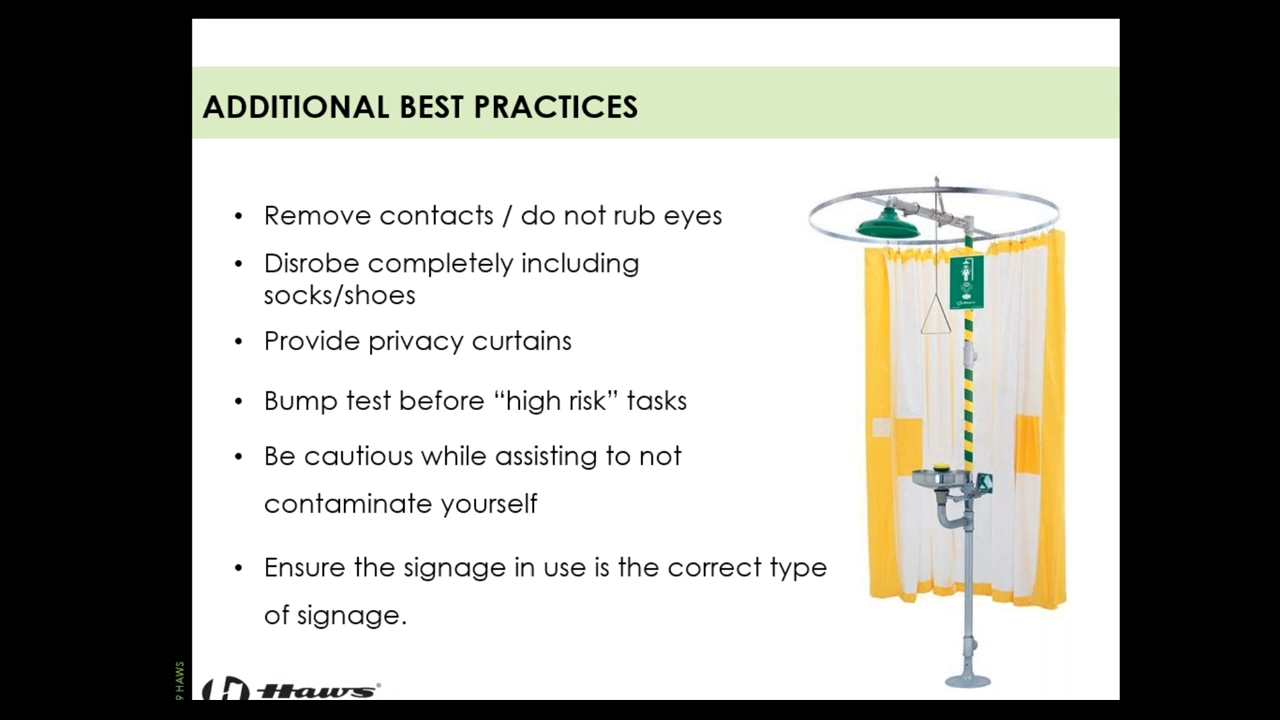 ADDITIONAL BEST PRACTICES
• Remove contacts / do not rub eyes
• Disrobe completely including
socks/shoes
• Provide privacy curtains
• Bump test before “high risk” tasks
• Be cautious while assisting to not
contaminate yourself
• Ensure the signage in use is the correct type
of signage.
9 HAWS
Haws®